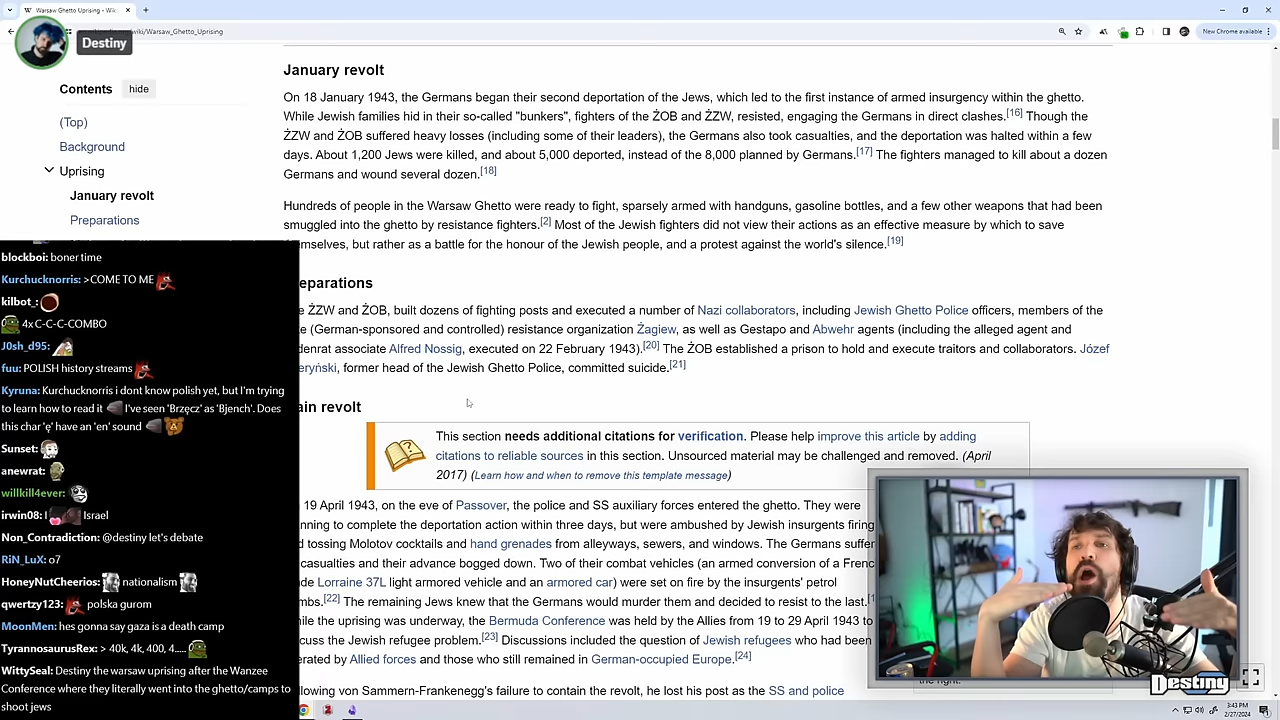 Warsaw Ghetto Uprising - Wiki
/wiki/Warsaw_Ghetto_Uprising
New Chrome available
Destiny
Contents hide
(Top)
Background
Uprising
January revolt
Preparations
January revolt
On 18 January 1943, the Germans began their second deportation of the Jews, which led to the first instance of armed insurgency within the ghetto.
While Jewish families hid in their so-called "bunkers", fighters of the ŻOB and ŻZW, resisted, engaging the Germans in direct clashes.[16] Though the
ŻZW and ŻOB suffered heavy losses (including some of their leaders), the Germans also took casualties, and the deportation was halted within a few
days. About 1,200 Jews were killed, and about 5,000 deported, instead of the 8,000 planned by Germans.[17] The fighters managed to kill about a dozen
Germans and wound several dozen.[18]
Hundreds of people in the Warsaw Ghetto were ready to fight, sparsely armed with handguns, gasoline bottles, and a few other weapons that had been
smuggled into the ghetto by resistance fighters.[2] Most of the Jewish fighters did not view their actions as an effective measure by which to save
emselves, but rather as a battle for the honour of the Jewish people, and a protest against the world's silence.[19]
eparations
e ŻZW and ŻOB, built dozens of fighting posts and executed a number of Nazi collaborators, including Jewish Ghetto Police officers, members of the
e (German-sponsored and controlled) resistance organization Żagiew, as well as Gestapo and Abwehr agents (including the alleged agent and
denrat associate Alfred Nossig, executed on 22 February 1943).[20] The ŻOB established a prison to hold and execute traitors and collaborators. Józef
eryński, former head of the Jewish Ghetto Police, committed suicide.[21]
ain revolt
This section needs additional citations for verification. Please help improve this article by adding
citations to reliable sources in this section. Unsourced material may be challenged and removed. (April
2017) (Learn how and when to remove this template message)
19 April 1943, on the eve of Passover, the police and SS auxiliary forces entered the ghetto. They were
nning to complete the deportation action within three days, but were ambushed by Jewish insurgents firing
d tossing Molotov cocktails and hand grenades from alleyways, sewers, and windows. The Germans suffer
casualties and their advance bogged down. Two of their combat vehicles (an armed conversion of a Frenc
de Lorraine 37L light armored vehicle and an armored car) were set on fire by the insurgents' petrol
mbs.[22] The remaining Jews knew that the Germans would murder them and decided to resist to the last.
ile the uprising was underway, the Bermuda Conference was held by the Allies from 19 to 29 April 1943 to
cuss the Jewish refugee problem.[23] Discussions included the question of Jewish refugees who had been
erated by Allied forces and those who still remained in German-occupied Europe.[24]
llowing von Sammern-Frankenegg's failure to contain the revolt, he lost his post as the SS and police
blockboi: boner time
Kurchucknorris: >COME TO ME
kilbot_:
4x C-C-C-COMBO
J0sh_d95:
fuu: POLISH history streams
Kyruna: Kurchucknorris i dont know polish yet, but I'm trying
to learn how to read it I've seen 'Brzęcz' as 'Bjench'. Does
this char 'ę' have an 'en' sound
Sunset:
anewrat:
willkill4ever:
irwin08: I Israel
Non_Contradiction: @destiny let's debate
RiN_LuX: o7
HoneyNutCheerios: nationalism
qwertzy123: polska gurom
MoonMen: hes gonna say gaza is a death camp
TyrannosaurusRex: > 40k, 4k, 400, 4.....
WittySeal: Destiny the warsaw uprising after the Wanzee
Conference where they literally went into the ghetto/camps to
shoot jews
the right.
Destiny
3:43 PM
2/27/2024